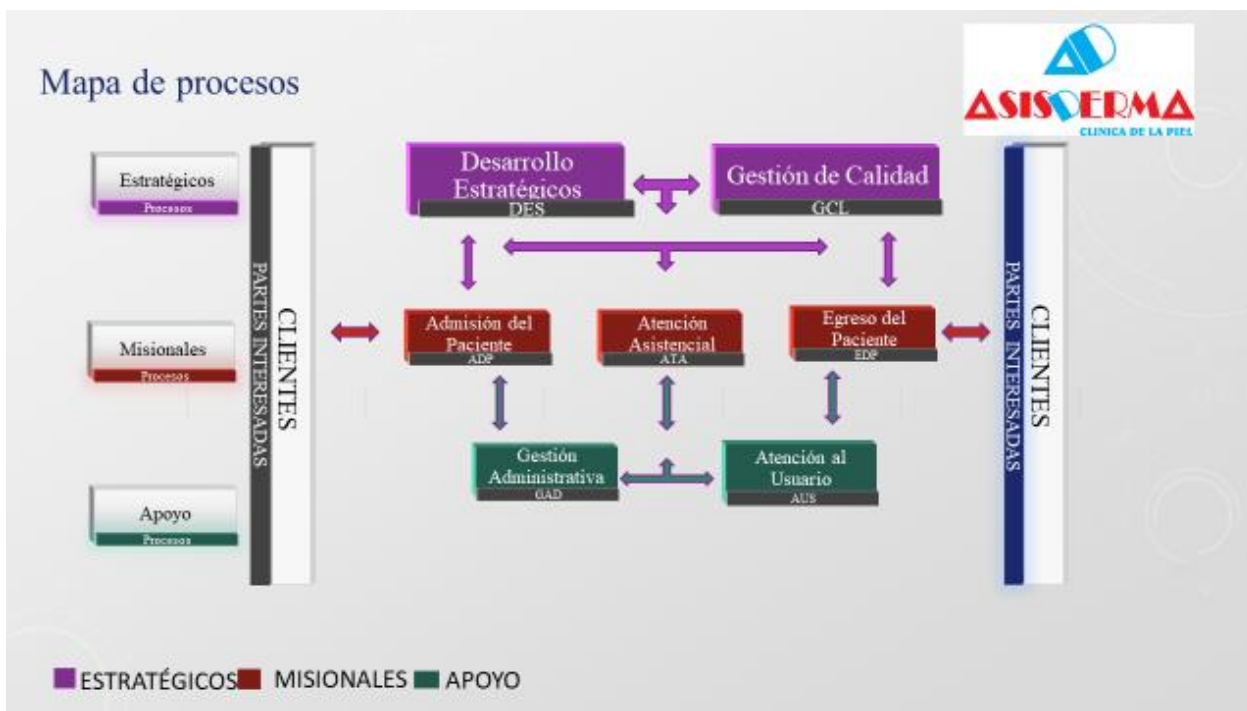 Mapa de procesos
ASISDERMA
CLINICA DE LA PIEL
Estratégicos
Procesos
Misionales
Procesos
Apoyo
Procesos
PARTES INTERESADAS
CLIENTES
Desarrollo
Estratégicos
DES
Gestión de Calidad
GCL
Admisión del
Paciente
ADP
Atención
Asistencial
ATA
Egreso del
Paciente
EDP
Gestión
Administrativa
GAD
Atención al
Usuario
AUS
PARTES INTERESADAS
CLIENTES
ESTRATÉGICOS
MISIONALES
APOYO